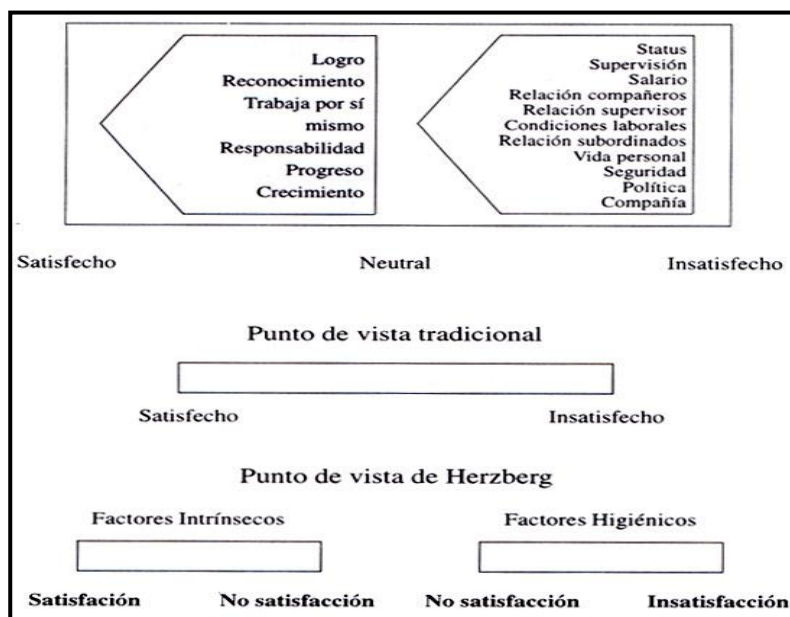 Logro
Reconocimiento
Trabaja por sí
mismo
Responsabilidad
Progreso
Crecimiento
Status
Supervisión
Salario
Relación compañeros
Relación supervisor
Condiciones laborales
Relación subordinados
Vida personal
Seguridad
Política
Compañía
Satisfecho Neutral Insatisfecho
Punto de vista tradicional
Satisfecho Insatisfecho
Punto de vista de Herzberg
Factores Intrínsecos Factores Higiénicos
Satisfación No satisfacción No satisfacción Insatisfacción